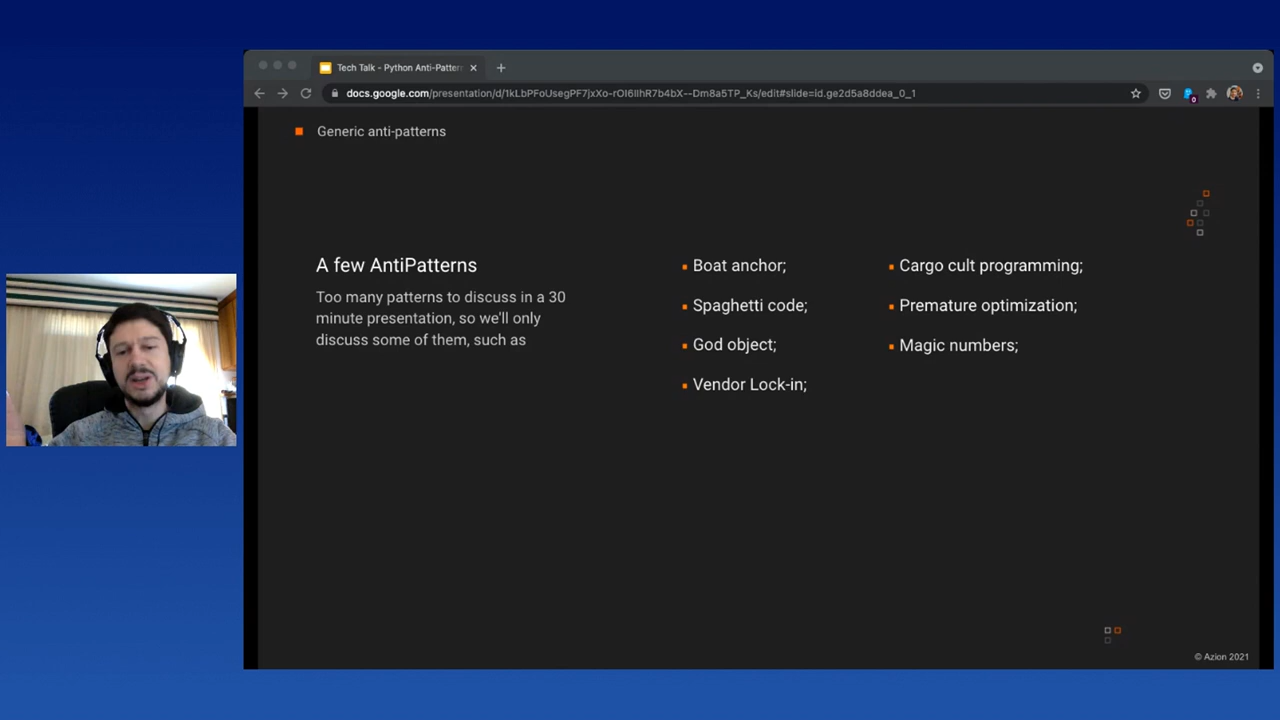 Tech Talk - Python Anti-Pattern
docs.google.com/presentation/d/1kLbPFoUsegPF7jxXo-rOI6IlhR7b4bX--Dm8a5TP_Ks/edit#slide=id.ge2d5a8ddea_0_1
Generic anti-patterns
A few AntiPatterns
Too many patterns to discuss in a 30
minute presentation, so we'll only
discuss some of them, such as
Boat anchor;
Spaghetti code;
God object;
Vendor Lock-in;
Cargo cult programming;
Premature optimization;
Magic numbers;
© Azion 2021